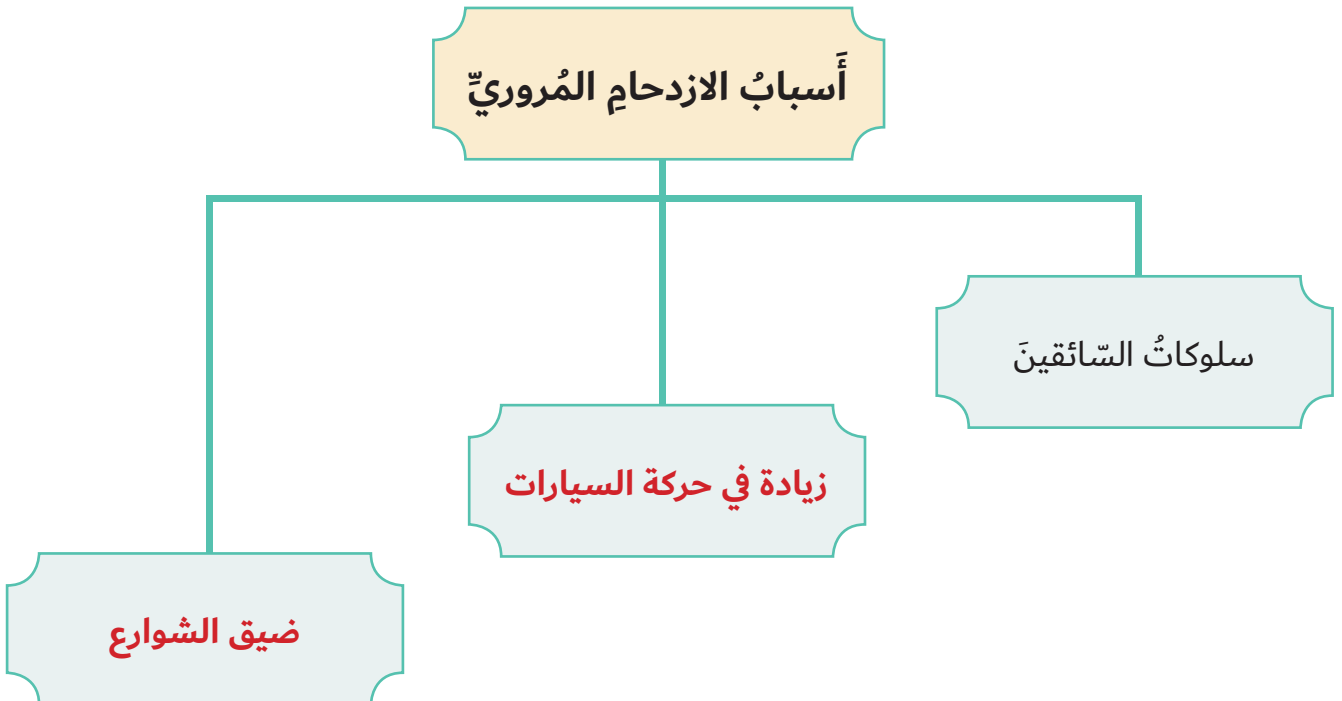 أَسبابُ الازدحامِ المُروريِّ
سلوكاتُ السّائقينَ
زيادة في حركة السيارات
ضيق الشوارع